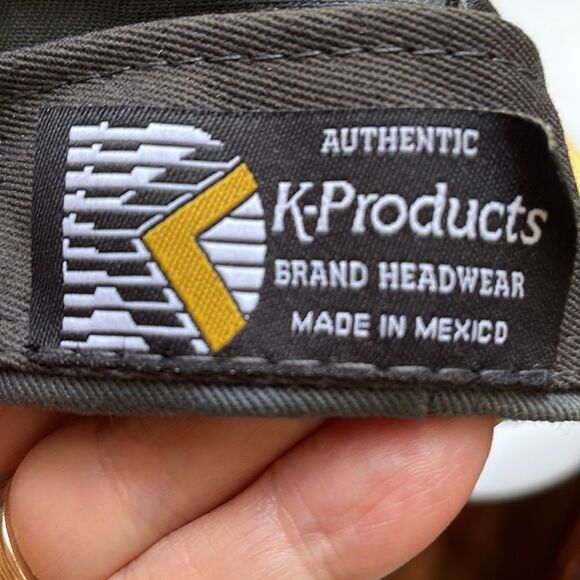 AUTHENTIC
K-Products
BRAND HEADWEAR
MADE IN MEXICO